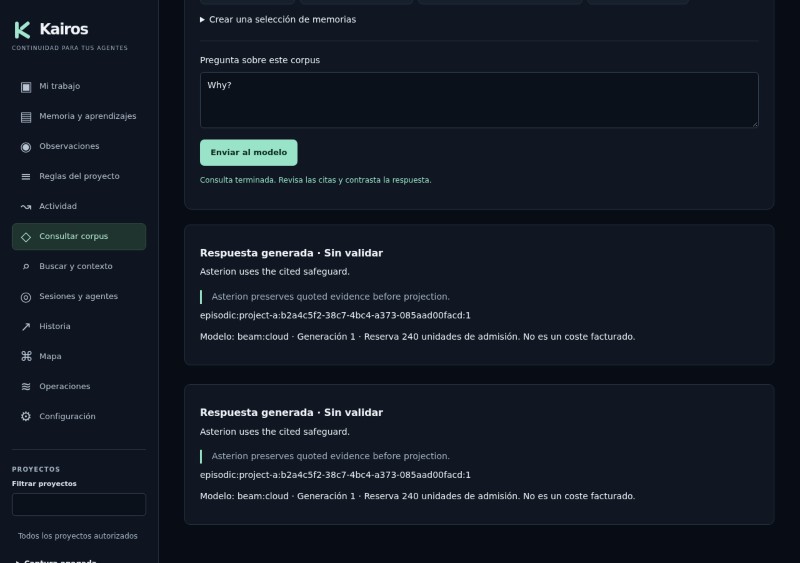 Kairos
CONTINUIDAD PARA TUS AGENTES
Mi trabajo
Memoria y aprendizajes
Observaciones
Reglas del proyecto
Actividad
Consultar corpus
Buscar y contexto
Sesiones y agentes
Historia
Mapa
Operaciones
Configuración
PROYECTOS
Filtrar proyectos
Todos los proyectos autorizados
Crear una selección de memorias
Pregunta sobre este corpus
Why?
Enviar al modelo
Consulta terminada. Revisa las citas y contrasta la respuesta.
Respuesta generada · Sin validar
Asterion uses the cited safeguard.
Asterion preserves quoted evidence before projection.
episodic:project-a:b2a4c5f2-38c7-4bc4-a373-085aad00facd:1
Modelo: beam:cloud · Generación 1 · Reserva 240 unidades de admisión. No es un coste facturado.
Respuesta generada · Sin validar
Asterion uses the cited safeguard.
Asterion preserves quoted evidence before projection.
episodic:project-a:b2a4c5f2-38c7-4bc4-a373-085aad00facd:1
Modelo: beam:cloud · Generación 1 · Reserva 240 unidades de admisión. No es un coste facturado.